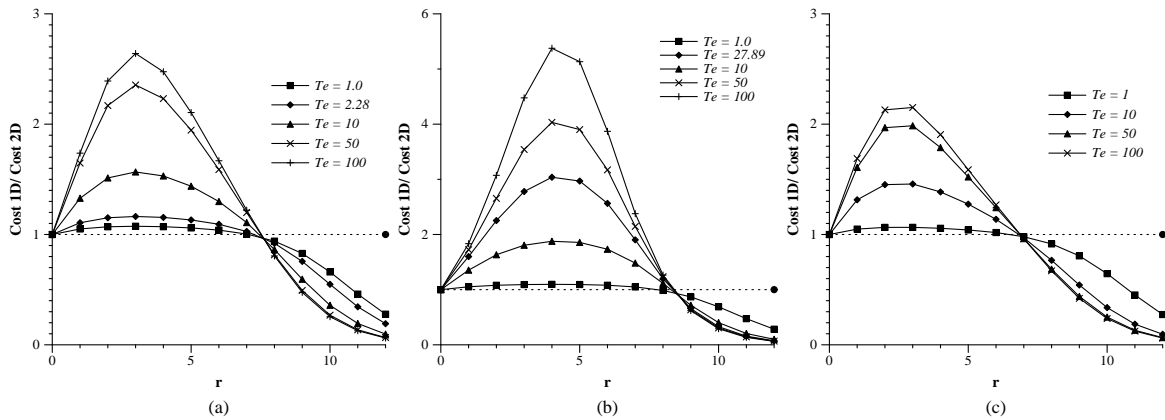 3
2
1
0
Cost 1D/ Cost 2D
Te = 1.0
Te = 2.28
Te = 10
Te = 50
Te = 100
0
5
10
r
(a)
6
4
2
0
Cost 1D/ Cost 2D
Te = 1.0
Te = 27.89
Te = 10
Te = 50
Te = 100
0
5
10
r
(b)
3
2
1
0
Cost 1D/ Cost 2D
Te = 1
Te = 10
Te = 50
Te = 100
0
5
10
r
(c)